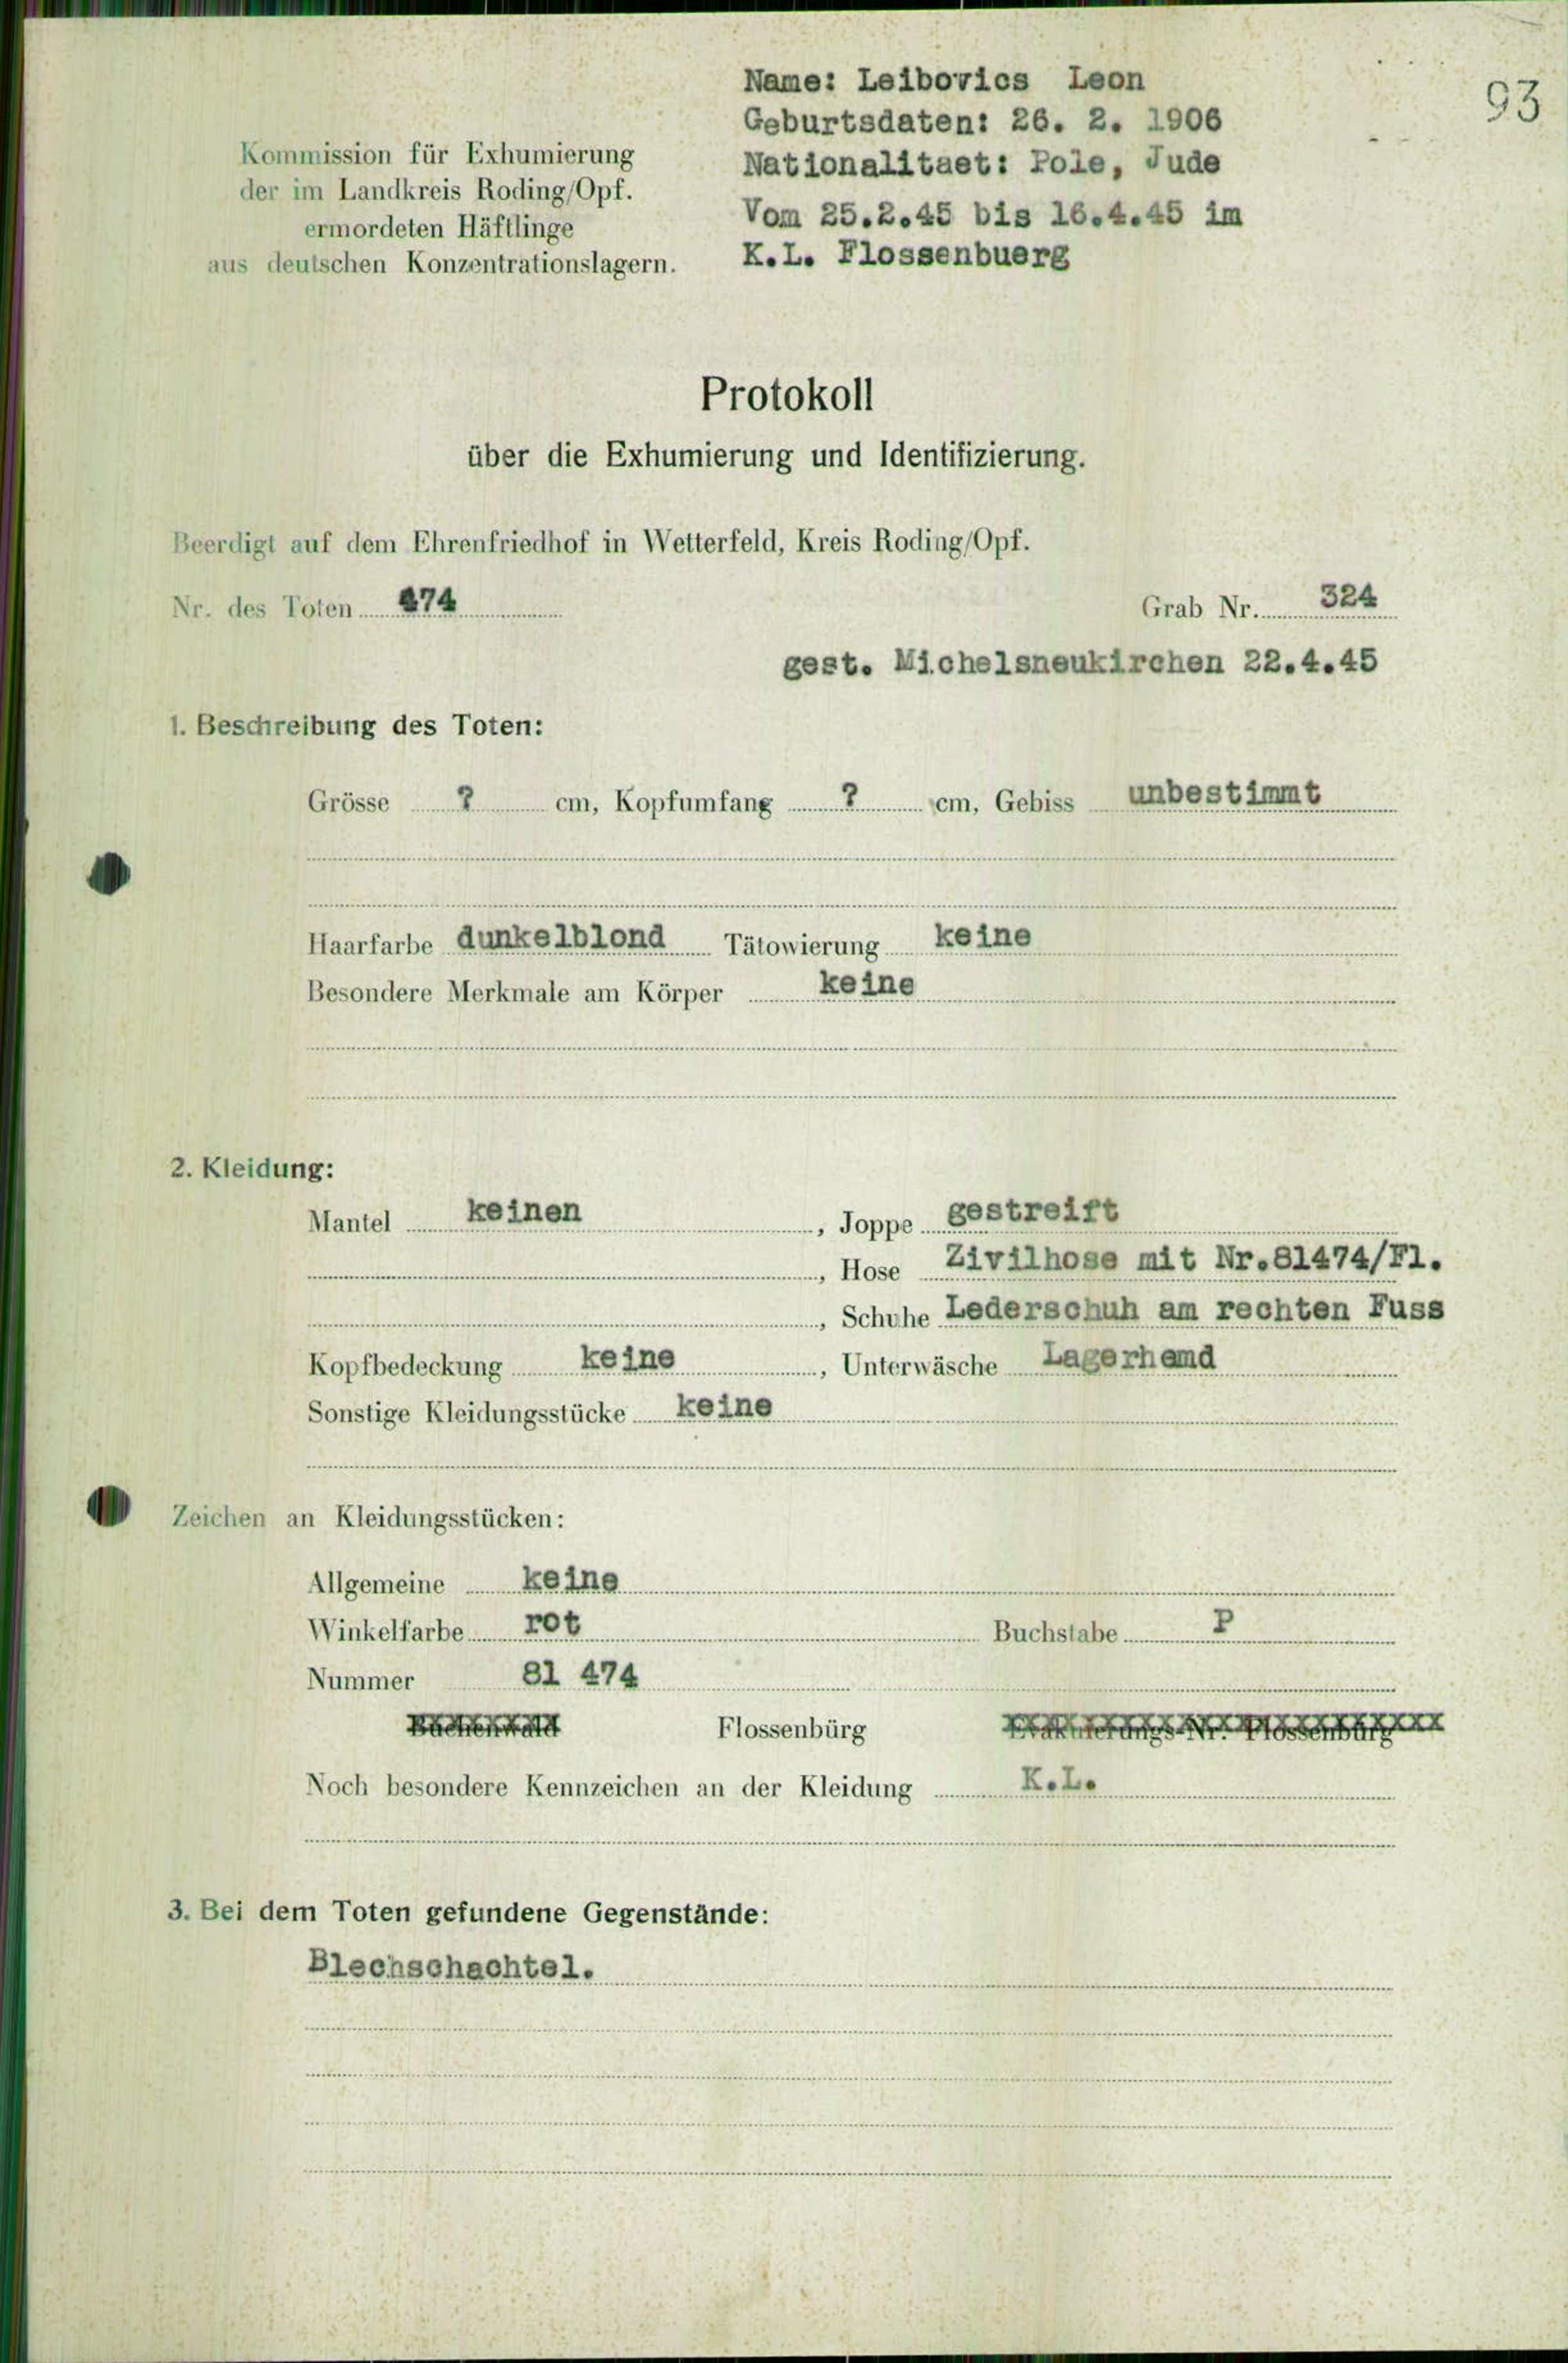 93
Name: Leibovics Leon
Geburtsdaten: 26. 2. 1906
Nationalitaet: Pole, Jude
Vom 25.2.45 bis 16.4.45 im
K.L. Flossenbuerg
Kommission für Exhumierung
der im Landkreis Roding/Opf.
ermordeten Häftlinge
aus deutschen Konzentrationslagern.
Protokoll
über die Exhumierung und Identifizierung.
Beerdigt auf dem Ehrenfriedhof in Wetterfeld, Kreis Roding/Opf.
Nr. des Toten 474 Grab Nr. 324
gest. Michelsneukirchen 22.4.45
1. Beschreibung des Toten:
Grösse ? cm, Kopfumfang ? cm, Gebiss unbestimmt
Haarfarbe dunkelblond Tätowierung keine
Besondere Merkmale am Körper keine
2. Kleidung:
Mantel keinen, Joppe gestreift
, Hose Zivilhose mit Nr.81474/Fl.
, Schuhe Lederschuh am rechten Fuss
Kopfbedeckung keine, Unterwäsche Lagerhemd
Sonstige Kleidungsstücke keine
Zeichen an Kleidungsstücken:
Allgemeine keine
Winkelfarbe rot Buchstabe P
Nummer 81 474
Flossenbürg
Noch besondere Kennzeichen an der Kleidung K.L.
3. Bei dem Toten gefundene Gegenstände:
Blechschachtel.